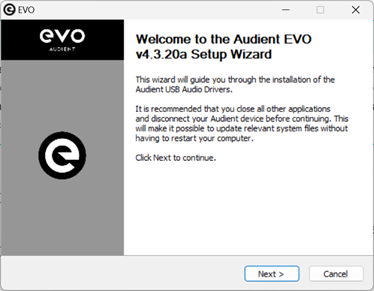 EVO
EVO
AUDIENT
Welcome to the Audient EVO
v4.3.20a Setup Wizard
This wizard will guide you through the installation of the
Audient USB Audio Drivers.
It is recommended that you close all other applications
and disconnect your Audient device before continuing. This
will make it possible to update relevant system files without
having to restart your computer.
Click Next to continue.
Next >
Cancel